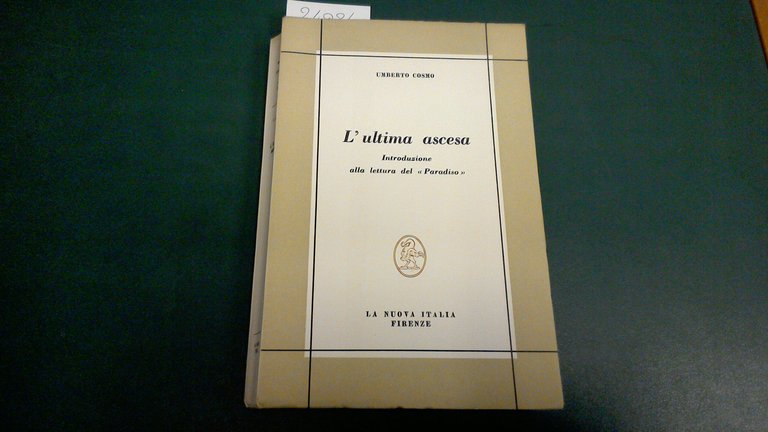 UMBERTO COSMO
L' ultima ascesa
Introduzione
alla lettura del « Paradiso »
LA NUOVA ITALIA
FIRENZE